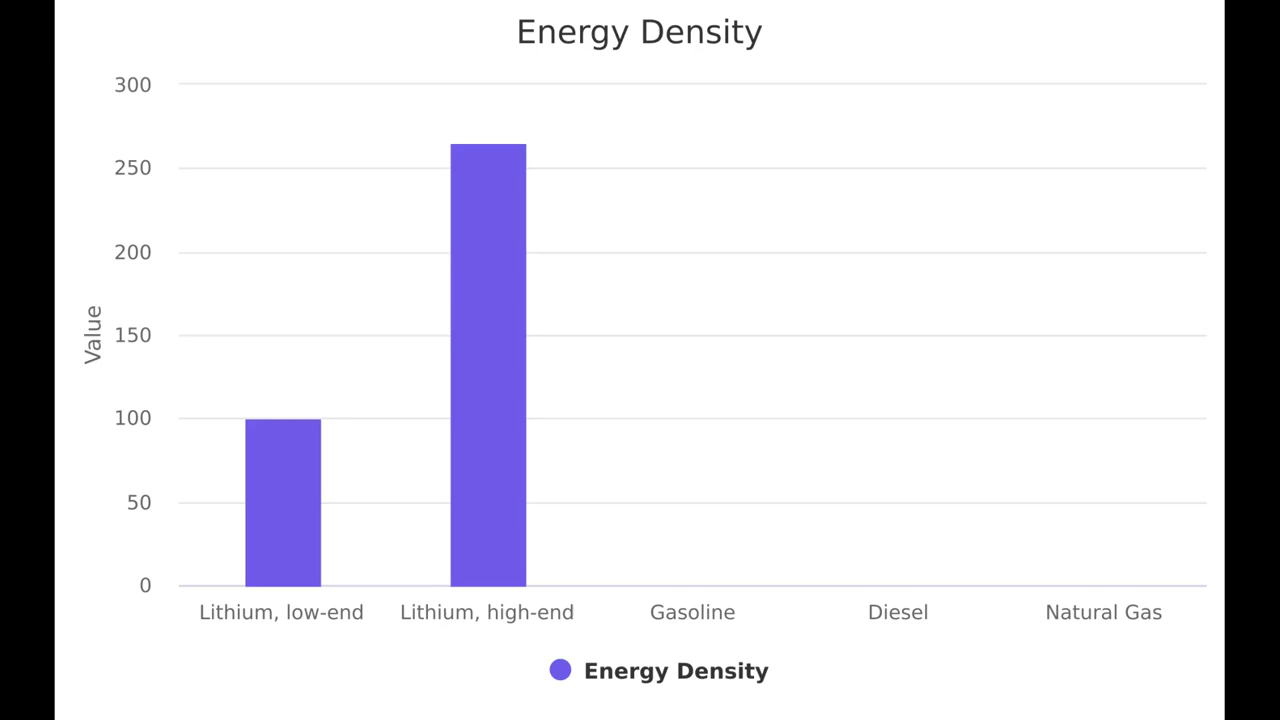 Energy Density
300
250
200
150
100
50
0
Value
Lithium, low-end
Lithium, high-end
Gasoline
Diesel
Natural Gas
Energy Density